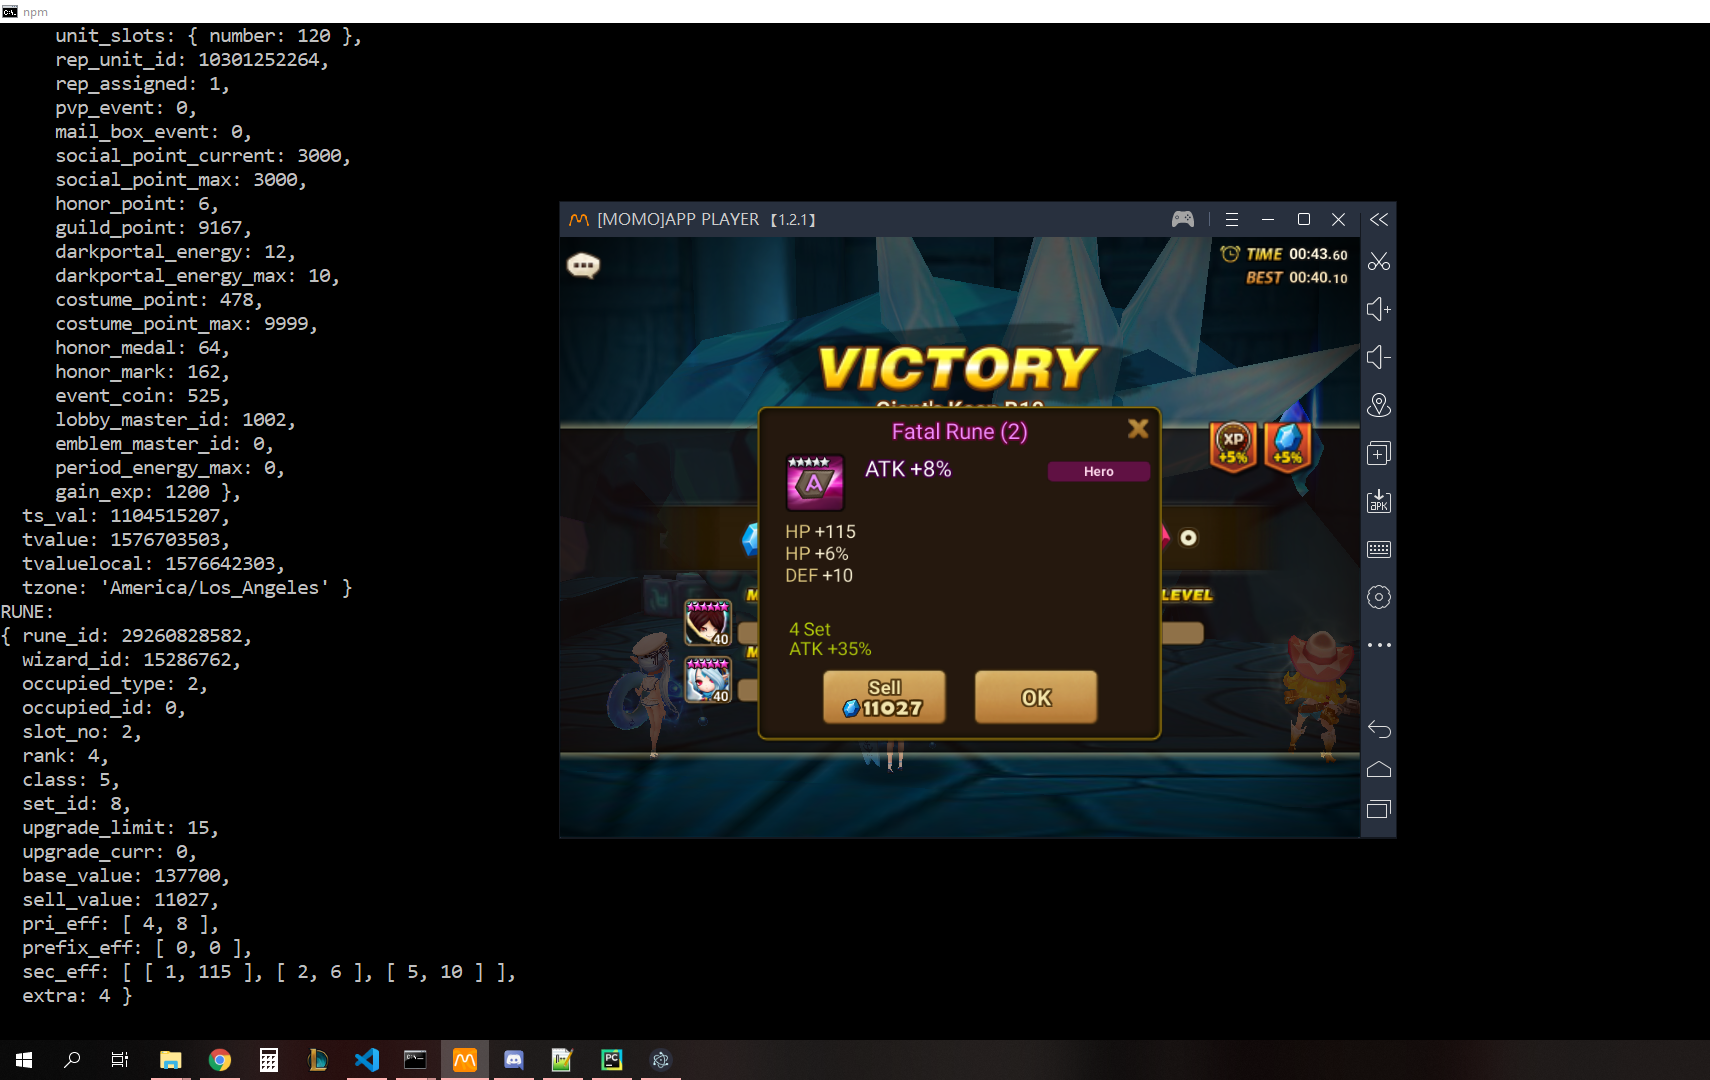 npm
unit_slots: { number: 120 },
rep_unit_id: 10301252264,
rep_assigned: 1,
pvp_event: 0,
mail_box_event: 0,
social_point_current: 3000,
social_point_max: 3000,
honor_point: 6,
guild_point: 9167,
darkportal_energy: 12,
darkportal_energy_max: 10,
costume_point: 478,
costume_point_max: 9999,
honor_medal: 64,
honor_mark: 162,
event_coin: 525,
lobby_master_id: 1002,
emblem_master_id: 0,
period_energy_max: 0,
gain_exp: 1200 },
ts_val: 1104515207,
tvalue: 1576703503,
tvaluelocal: 1576642303,
tzone: 'America/Los_Angeles' }
RUNE:
{ rune_id: 29260828582,
wizard_id: 15286762,
occupied_type: 2,
occupied_id: 0,
slot_no: 2,
rank: 4,
class: 5,
set_id: 8,
upgrade_limit: 15,
upgrade_curr: 0,
base_value: 137700,
sell_value: 11027,
pri_eff: [ 4, 8 ],
prefix_eff: [ 0, 0 ],
sec_eff: [ [ 1, 115 ], [ 2, 6 ], [ 5, 10 ] ],
extra: 4 }
[MOMO]APP PLAYER 【1.2.1】
TIME 00:43.60
BEST 00:40.10
VICTORY
XP +5%
+5%
Fatal Rune (2)
ATK +8%
Hero
HP +115
HP +6%
DEF +10
4 Set
ATK +35%
Sell
11027
OK
LEVEL
40
40
APK
PC